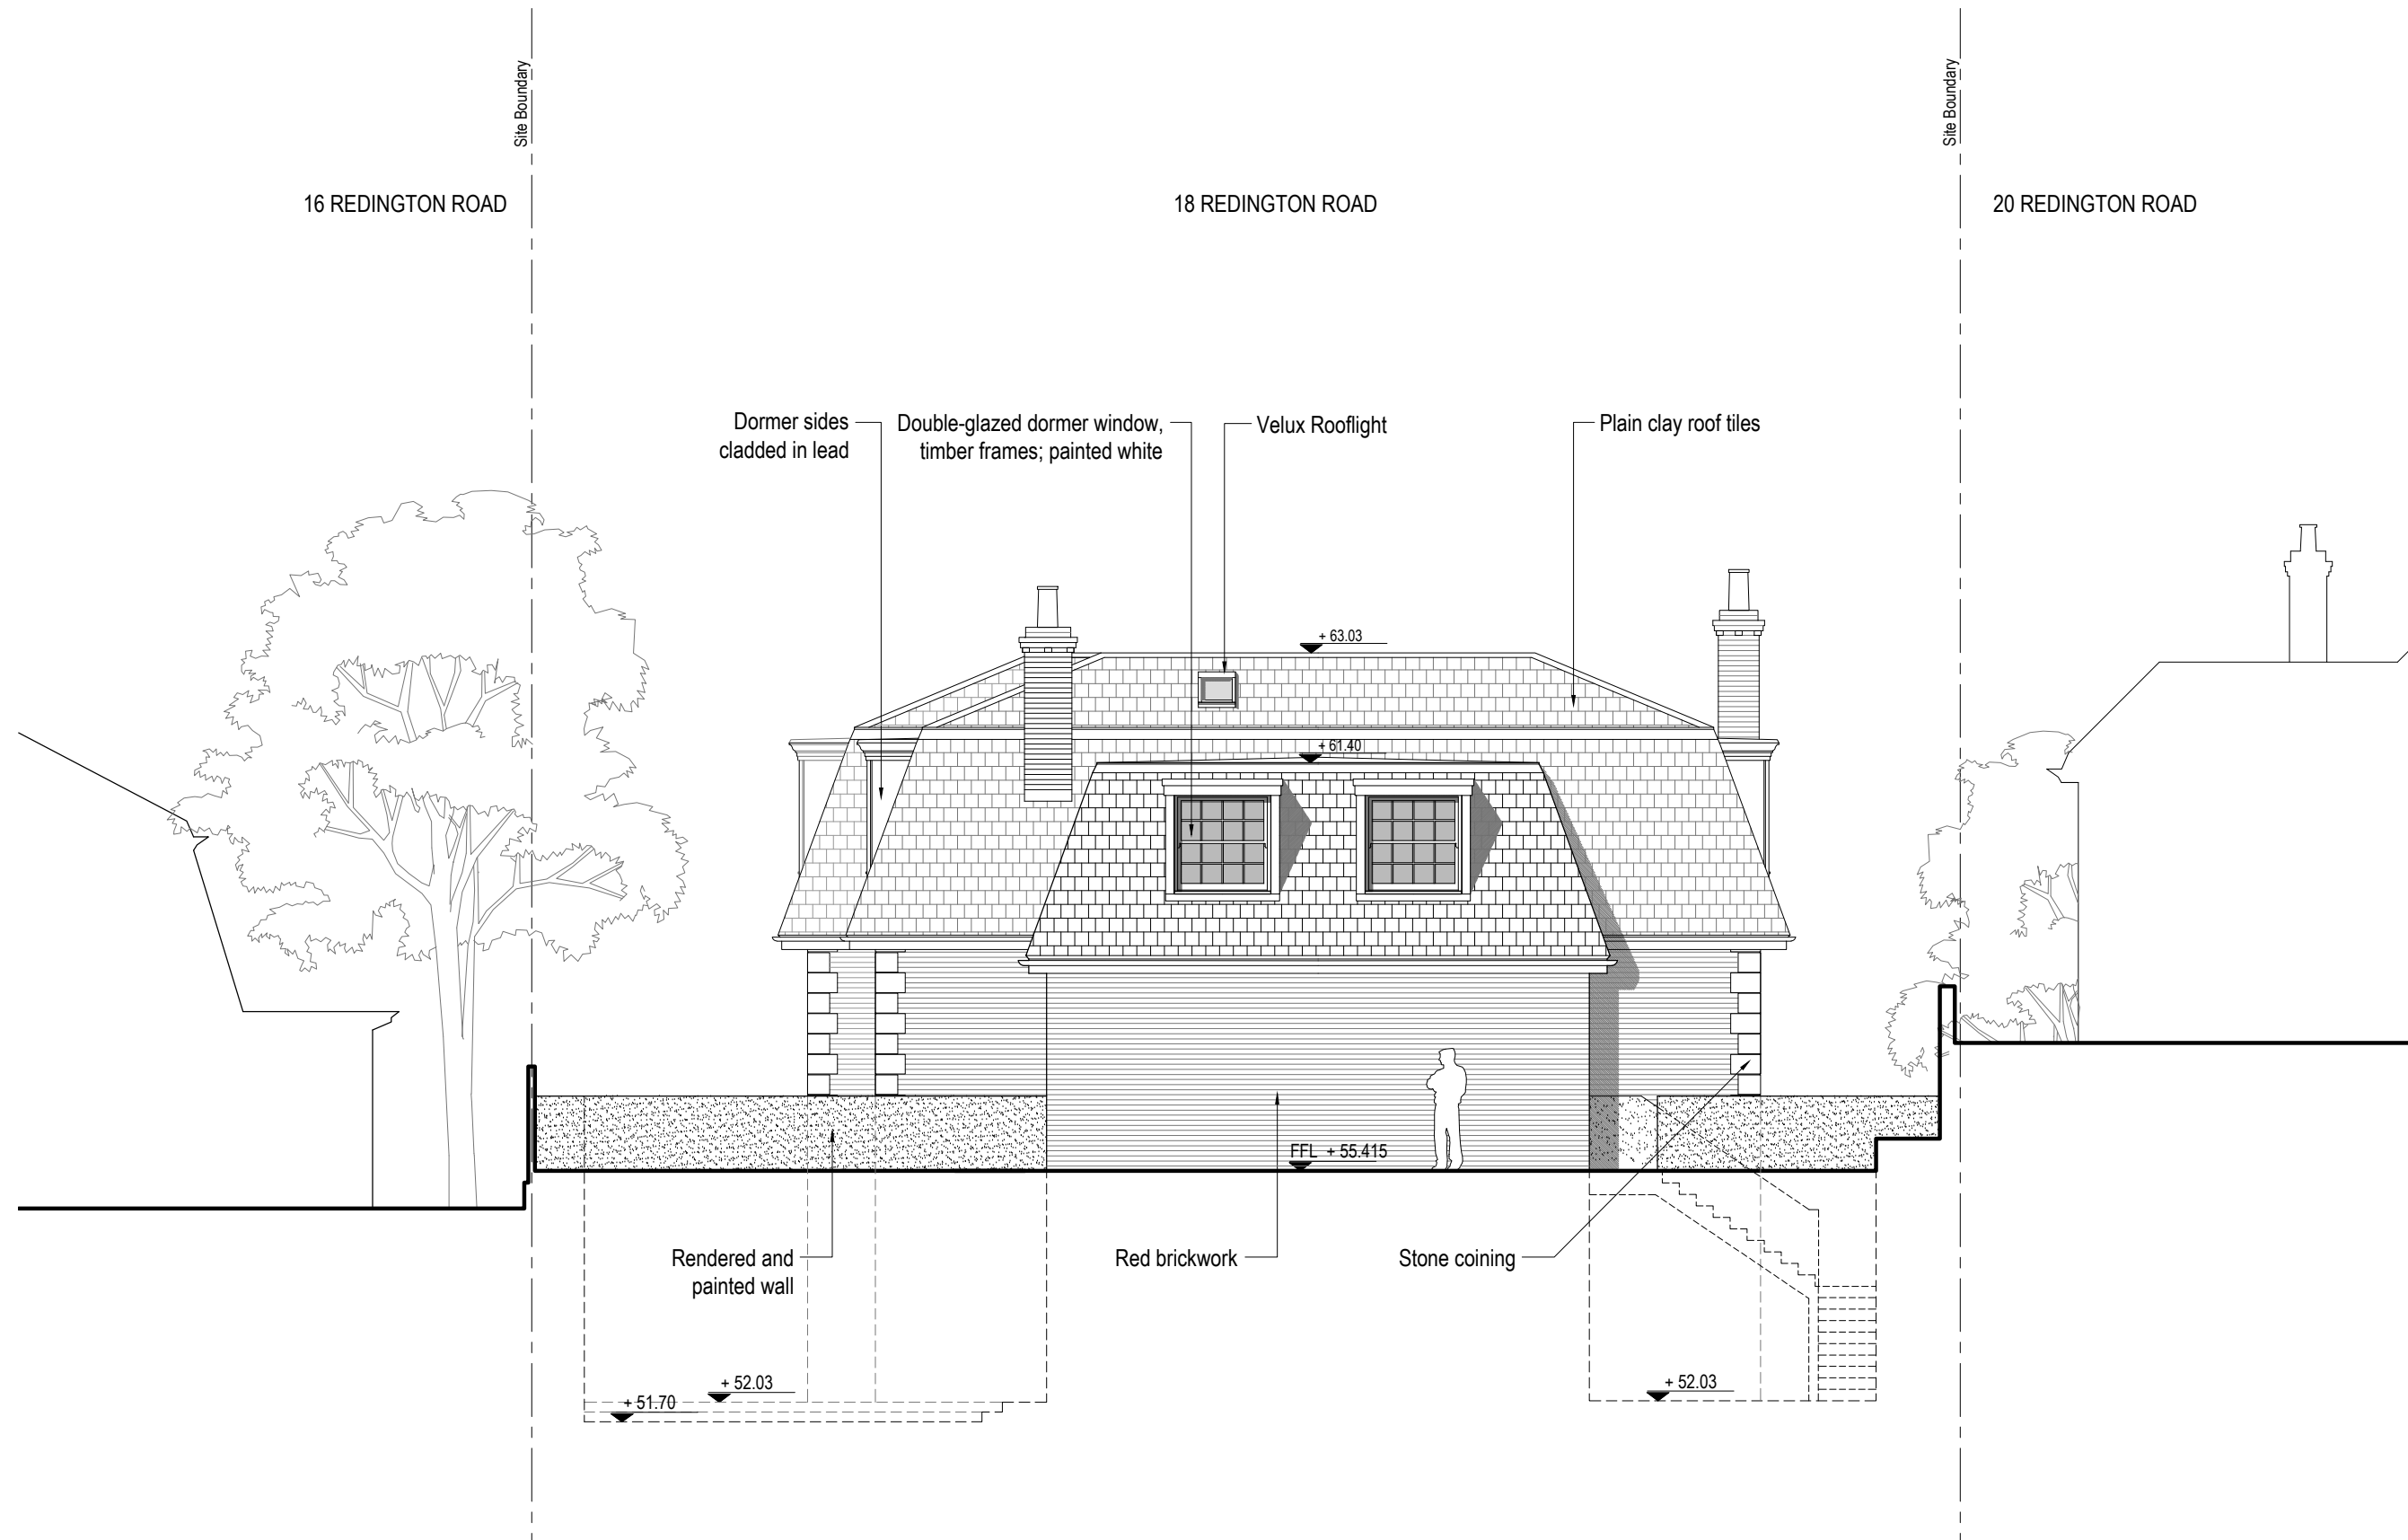 Site Boundary
Site Boundary
16 REDINGTON ROAD
18 REDINGTON ROAD
20 REDINGTON ROAD
Dormer sides
cladded in lead
Double-glazed dormer window,
timber frames; painted white
Velux Rooflight
Plain clay roof tiles
+ 63.03
+ 61.40
FFL + 55.415
Rendered and
painted wall
Red brickwork
Stone coining
+ 52.03
+ 51.70
+ 52.03